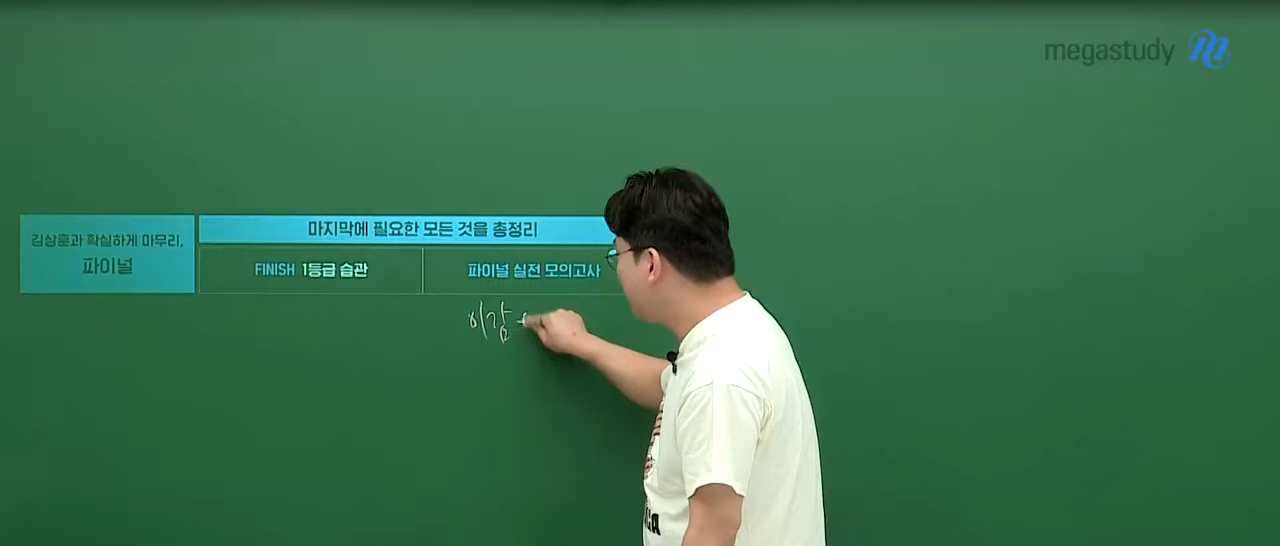 megastudy
김상훈과 확실하게 마무리,
파이널
마지막에 필요한 모든 것을 총정리
FINISH 1등급 습관
파이널 실전 모의고사
이감